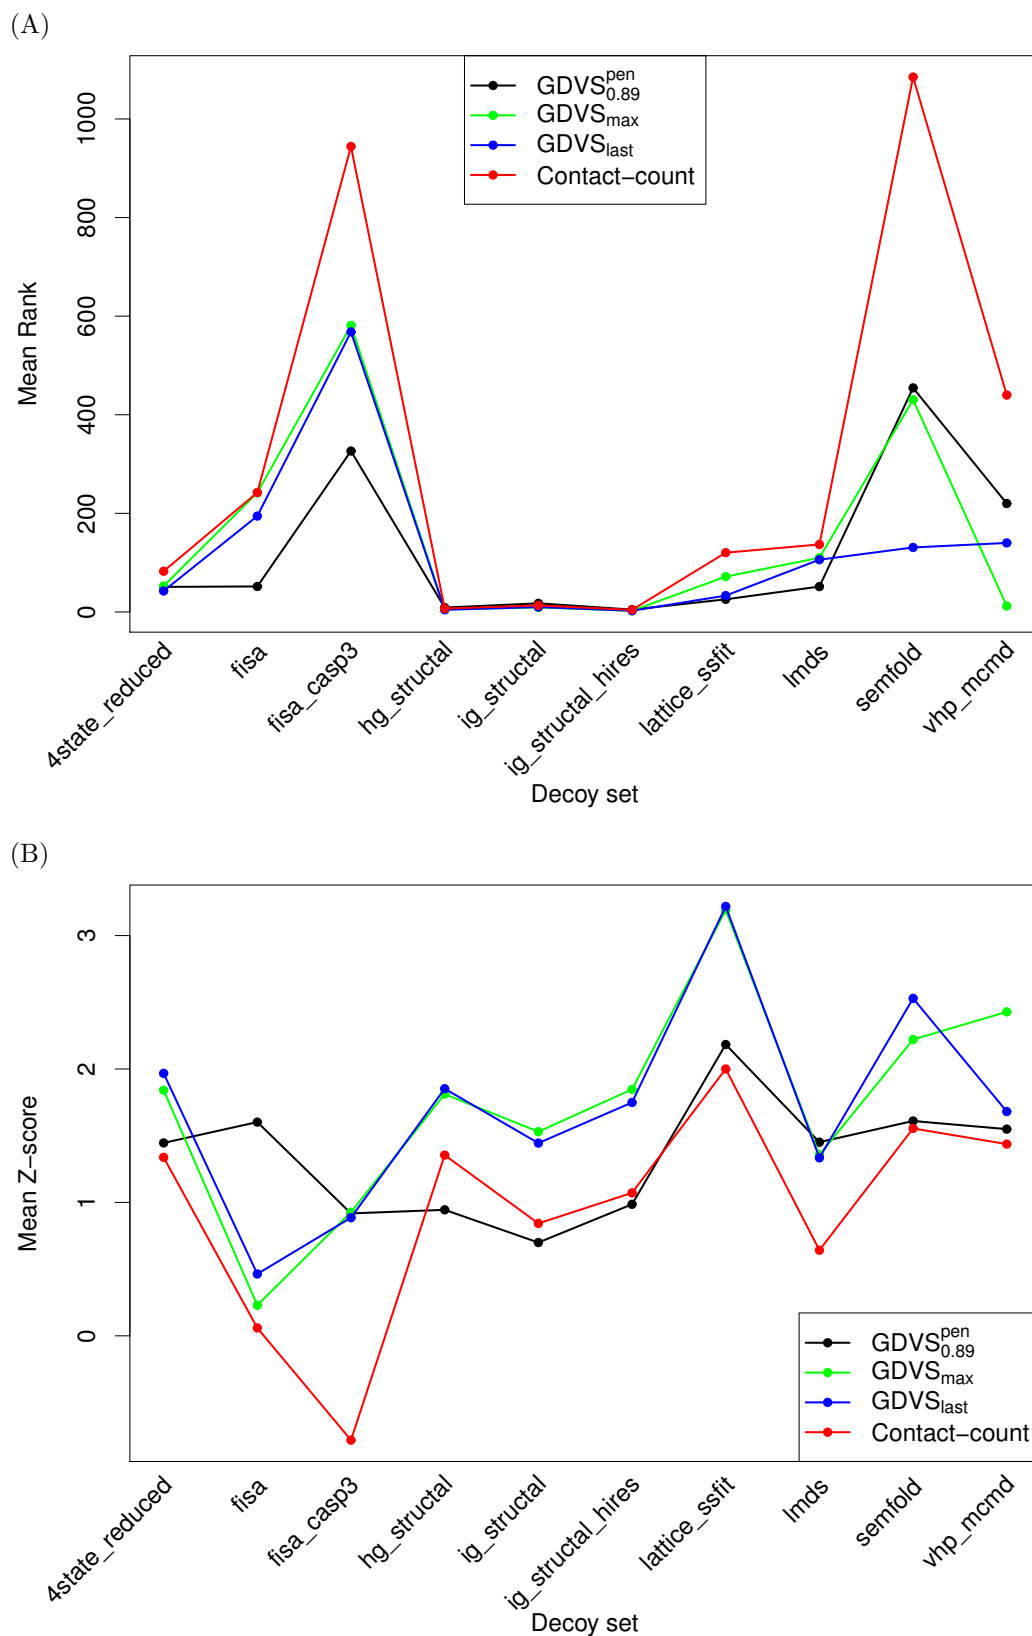 (A)
GDVS^pen_0.89
GDVS_max
GDVS_last
Contact−count
Mean Rank
0 200 400 600 800 1000
4state_reduced fisa fisa_casp3 hg_structal ig_structal ig_structal_hires lattice_ssfit lmds semfold vhp_mcmd
Decoy set
(B)
Mean Z−score
0 1 2 3
GDVS^pen_0.89
GDVS_max
GDVS_last
Contact−count
4state_reduced fisa fisa_casp3 hg_structal ig_structal ig_structal_hires lattice_ssfit lmds semfold vhp_mcmd
Decoy set